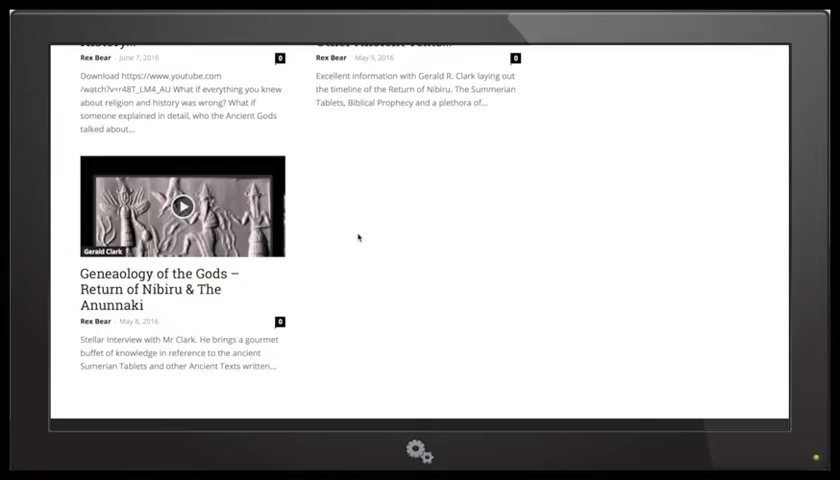 Rex Bear - June 7, 2016 0
Download https://www.youtube.com
/watch?v=r48T_LM4_AU What if everything you knew
about religion and history was wrong? What if
someone explained in detail, who the Ancient Gods
talked about...
Rex Bear - May 9, 2016 0
Excellent information with Gerald R. Clark laying out
the timeline of the Return of Nibiru. The Summerian
Tablets, Biblical Prophecy and a plethora of...
Gerald Clark
Geneaology of the Gods –
Return of Nibiru & The
Anunnaki
Rex Bear - May 8, 2016 0
Stellar Interview with Mr Clark. He brings a gourmet
buffet of knowledge in reference to the ancient
Sumerian Tablets and other Ancient Texts written...